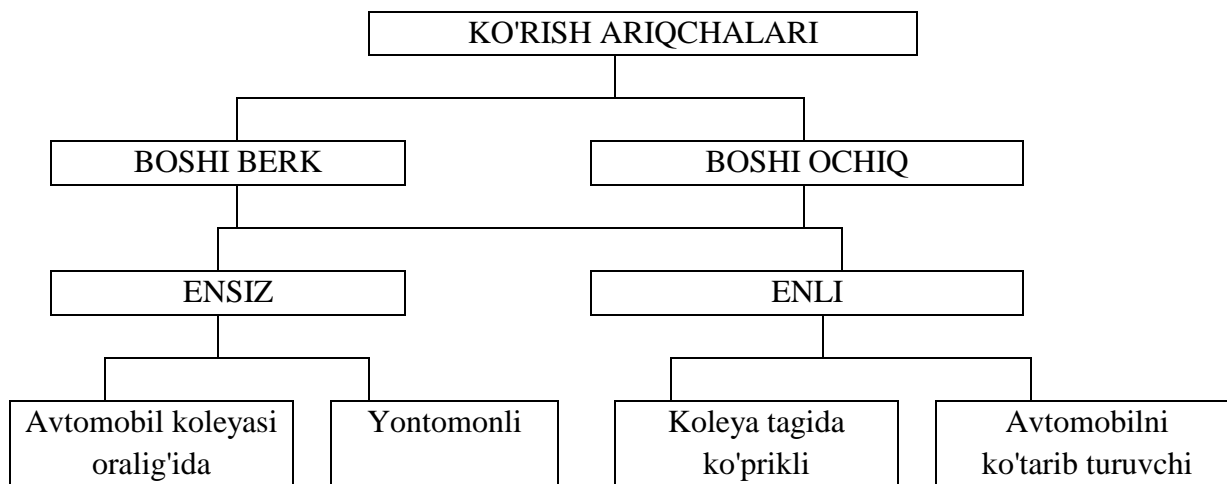 KO'RISH ARIQCHALARI
BOSHI BERK
BOSHI OCHIQ
ENSIZ
ENLI
Avtomobil koleyasi
oralig'ida
Yontomonli
Koleya tagida
ko'prikli
Avtomobilni
ko'tarib turuvchi